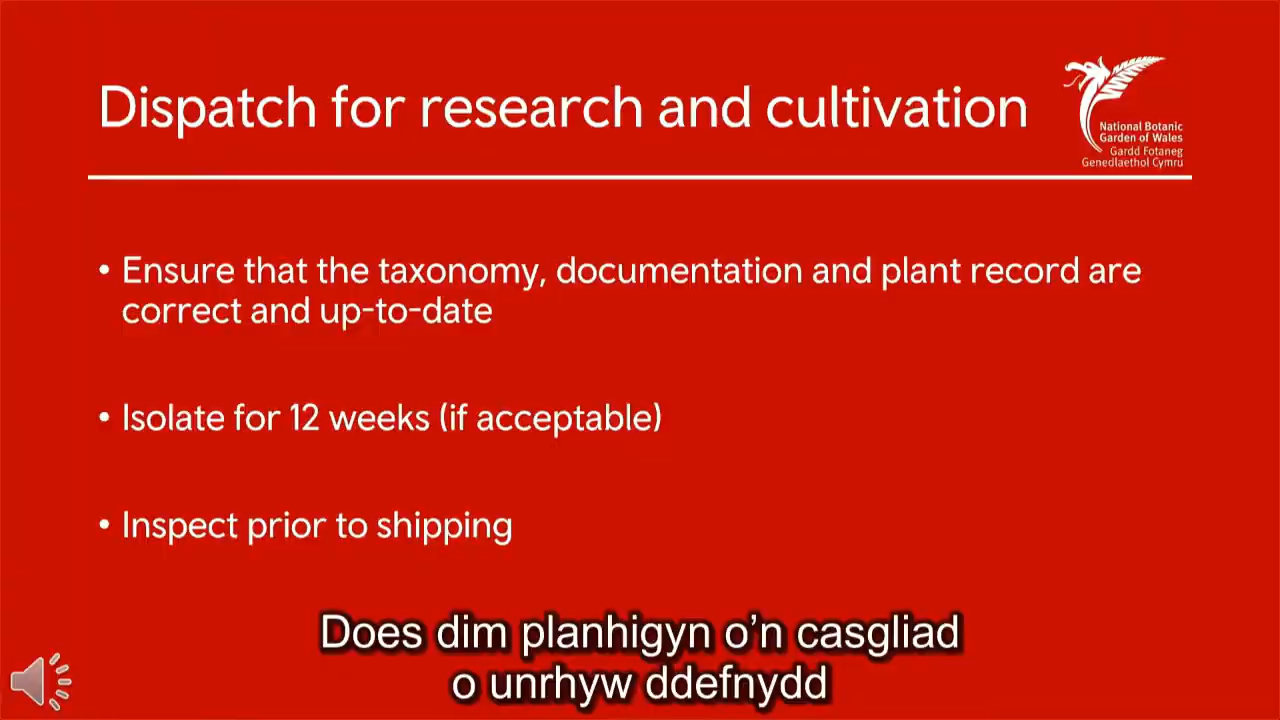 Dispatch for research and cultivation
National Botanic
Garden of Wales
Gardd Fotaneg
Genedlaethol Cymru
• Ensure that the taxonomy, documentation and plant record are
correct and up-to-date
• Isolate for 12 weeks (if acceptable)
• Inspect prior to shipping
Does dim planhigyn o’n casgliad
o unrhyw ddefnydd